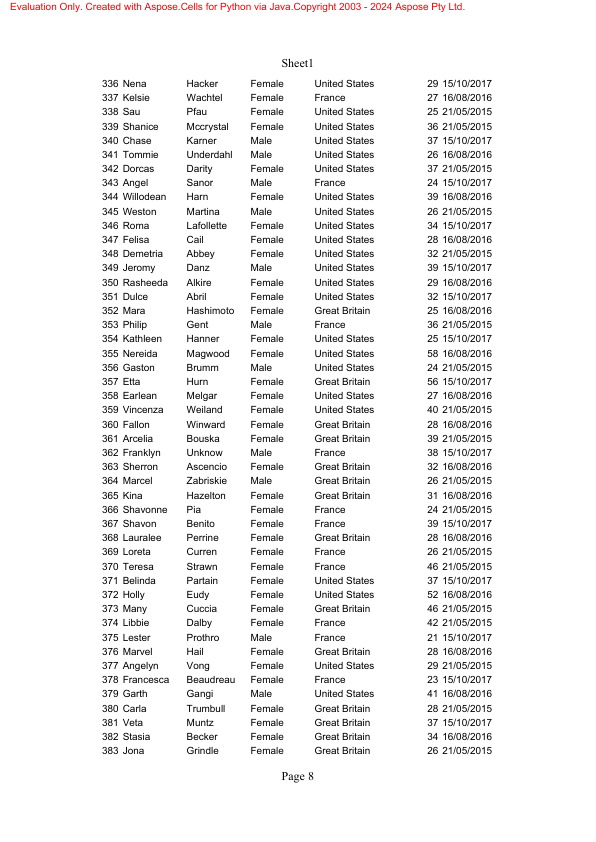 Evaluation Only. Created with Aspose.Cells for Python via Java.Copyright 2003 - 2024 Aspose Pty Ltd.
Sheet1
336 Nena Hacker Female United States 29 15/10/2017
337 Kelsie Wachtel Female France 27 16/08/2016
338 Sau Pfau Female United States 25 21/05/2015
339 Shanice Mccrystal Female United States 36 21/05/2015
340 Chase Karner Male United States 37 15/10/2017
341 Tommie Underdahl Male United States 26 16/08/2016
342 Dorcas Darity Female United States 37 21/05/2015
343 Angel Sanor Male France 24 15/10/2017
344 Willodean Harn Female United States 39 16/08/2016
345 Weston Martina Male United States 26 21/05/2015
346 Roma Lafollette Female United States 34 15/10/2017
347 Felisa Cail Female United States 28 16/08/2016
348 Demetria Abbey Female United States 32 21/05/2015
349 Jeromy Danz Male United States 39 15/10/2017
350 Rasheeda Alkire Female United States 29 16/08/2016
351 Dulce Abril Female United States 32 15/10/2017
352 Mara Hashimoto Female Great Britain 25 16/08/2016
353 Philip Gent Male France 36 21/05/2015
354 Kathleen Hanner Female United States 25 15/10/2017
355 Nereida Magwood Female United States 58 16/08/2016
356 Gaston Brumm Male United States 24 21/05/2015
357 Etta Hurn Female Great Britain 56 15/10/2017
358 Earlean Melgar Female United States 27 16/08/2016
359 Vincenza Weiland Female United States 40 21/05/2015
360 Fallon Winward Female Great Britain 28 16/08/2016
361 Arcelia Bouska Female Great Britain 39 21/05/2015
362 Franklyn Unknow Male France 38 15/10/2017
363 Sherron Ascencio Female Great Britain 32 16/08/2016
364 Marcel Zabriskie Male Great Britain 26 21/05/2015
365 Kina Hazelton Female Great Britain 31 16/08/2016
366 Shavonne Pia Female France 24 21/05/2015
367 Shavon Benito Female France 39 15/10/2017
368 Lauralee Perrine Female Great Britain 28 16/08/2016
369 Loreta Curren Female France 26 21/05/2015
370 Teresa Strawn Female France 46 21/05/2015
371 Belinda Partain Female United States 37 15/10/2017
372 Holly Eudy Female United States 52 16/08/2016
373 Many Cuccia Female Great Britain 46 21/05/2015
374 Libbie Dalby Female France 42 21/05/2015
375 Lester Prothro Male France 21 15/10/2017
376 Marvel Hail Female Great Britain 28 16/08/2016
377 Angelyn Vong Female United States 29 21/05/2015
378 Francesca Beaudreau Female France 23 15/10/2017
379 Garth Gangi Male United States 41 16/08/2016
380 Carla Trumbull Female Great Britain 28 21/05/2015
381 Veta Muntz Female Great Britain 37 15/10/2017
382 Stasia Becker Female Great Britain 34 16/08/2016
383 Jona Grindle Female Great Britain 26 21/05/2015
Page 8